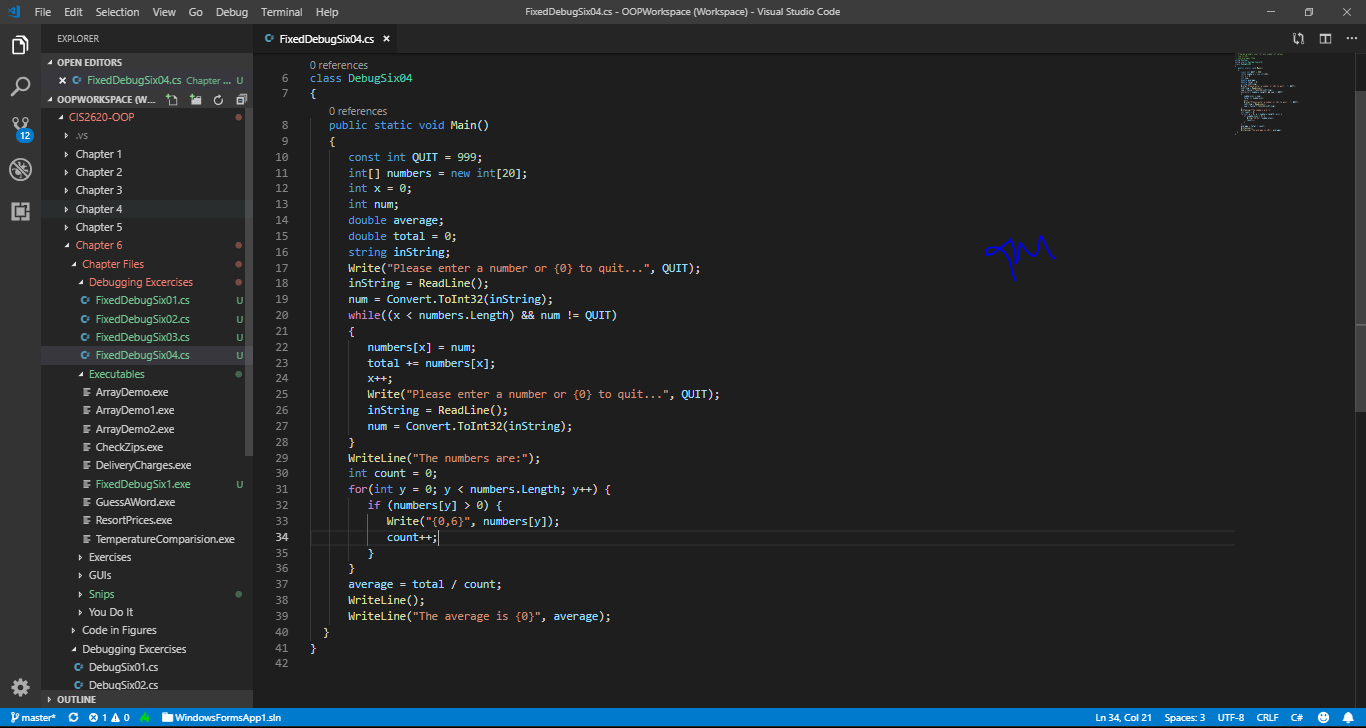 File Edit Selection View Go Debug Terminal Help
FixedDebugSix04.cs - OOPWorkspace (Workspace) - Visual Studio Code
EXPLORER
OPEN EDITORS
FixedDebugSix04.cs Chapter ... U
OOPWORKSPACE (W...
CIS2620-OOP
.vs
Chapter 1
Chapter 2
Chapter 3
Chapter 4
Chapter 5
Chapter 6
Chapter Files
Debugging Excercises
FixedDebugSix01.cs U
FixedDebugSix02.cs U
FixedDebugSix03.cs U
FixedDebugSix04.cs U
Executables
ArrayDemo.exe
ArrayDemo1.exe
ArrayDemo2.exe
CheckZips.exe
DeliveryCharges.exe
FixedDebugSix1.exe U
GuessAWord.exe
ResortPrices.exe
TemperatureComparision.exe
Exercises
GUIs
Snips
You Do It
Code in Figures
Debugging Excercises
DebugSix01.cs
DebugSix02.cs
OUTLINE
12
FixedDebugSix04.cs
0 references
6 class DebugSix04
7 {
0 references
8 public static void Main()
9 {
10 const int QUIT = 999;
11 int[] numbers = new int[20];
12 int x = 0;
13 int num;
14 double average;
15 double total = 0;
16 string inString;
17 Write("Please enter a number or {0} to quit...", QUIT);
18 inString = ReadLine();
19 num = Convert.ToInt32(inString);
20 while((x < numbers.Length) && num != QUIT)
21 {
22 numbers[x] = num;
23 total += numbers[x];
24 x++;
25 Write("Please enter a number or {0} to quit...", QUIT);
26 inString = ReadLine();
27 num = Convert.ToInt32(inString);
28 }
29 WriteLine("The numbers are:");
30 int count = 0;
31 for(int y = 0; y < numbers.Length; y++) {
32 if (numbers[y] > 0) {
33 Write("{0,6}", numbers[y]);
34 count++;
35 }
36 }
37 average = total / count;
38 WriteLine();
39 WriteLine("The average is {0}", average);
40 }
41 }
42
master* 1 0 WindowsFormsApp1.sln
Ln 34, Col 21 Spaces: 3 UTF-8 CRLF C#